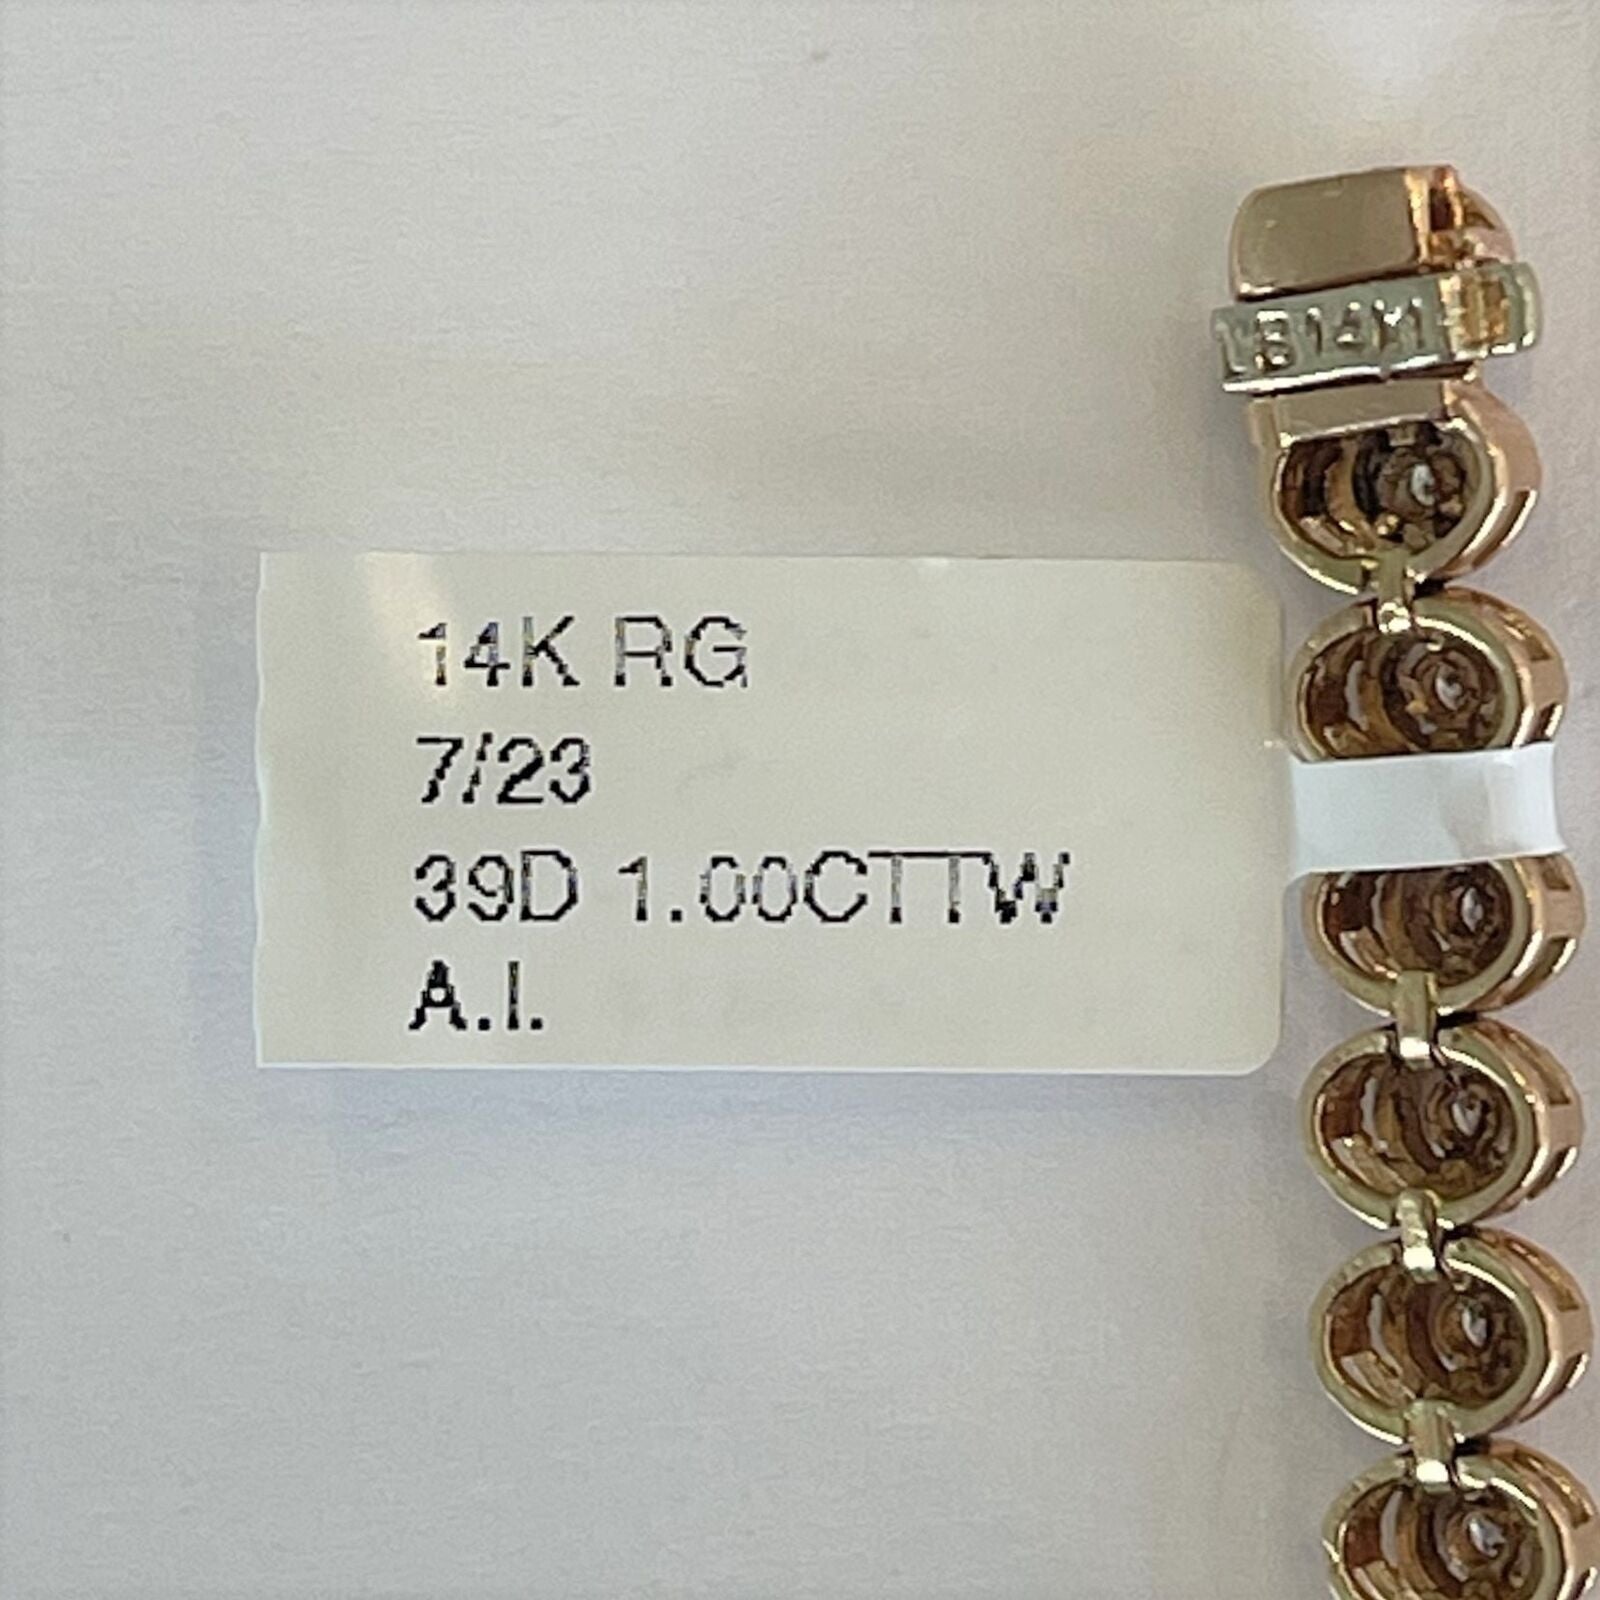 14K RG
7/23
39D 1.00CTTW
A.I.